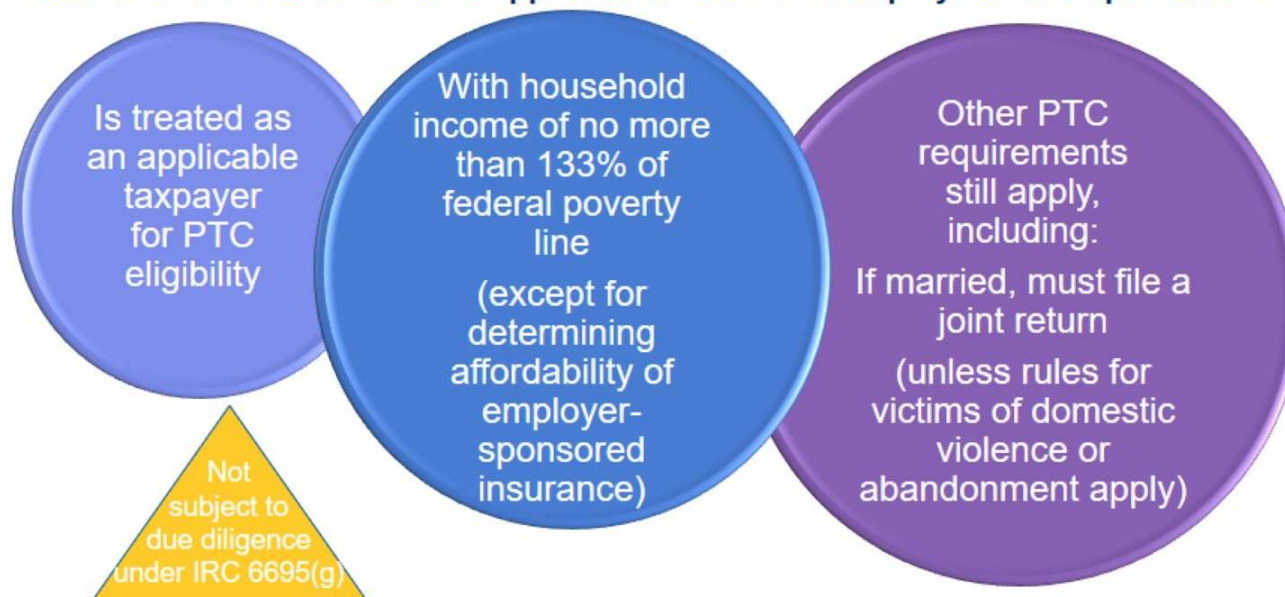 Is treated as
an applicable
taxpayer
for PTC
eligibility
With household
income of no more
than 133% of
federal poverty
line
(except for
determining
affordability of
employer-
sponsored
insurance)
Other PTC
requirements
still apply,
including:
If married, must file a
joint return
(unless rules for
victims of domestic
violence or
abandonment apply)
Not
subject to
due diligence
under IRC 6695(g)